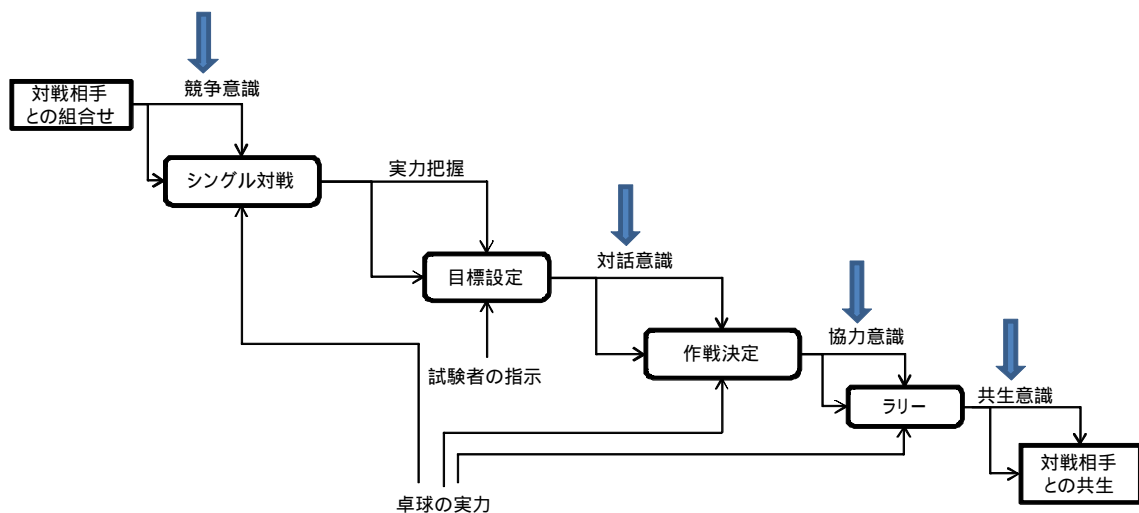 競争意識
対戦相手
との組合せ
シングル対戦
実力把握
目標設定
対話意識
試験者の指示
作戦決定
協力意識
ラリー
共生意識
対戦相手
との共生
卓球の実力